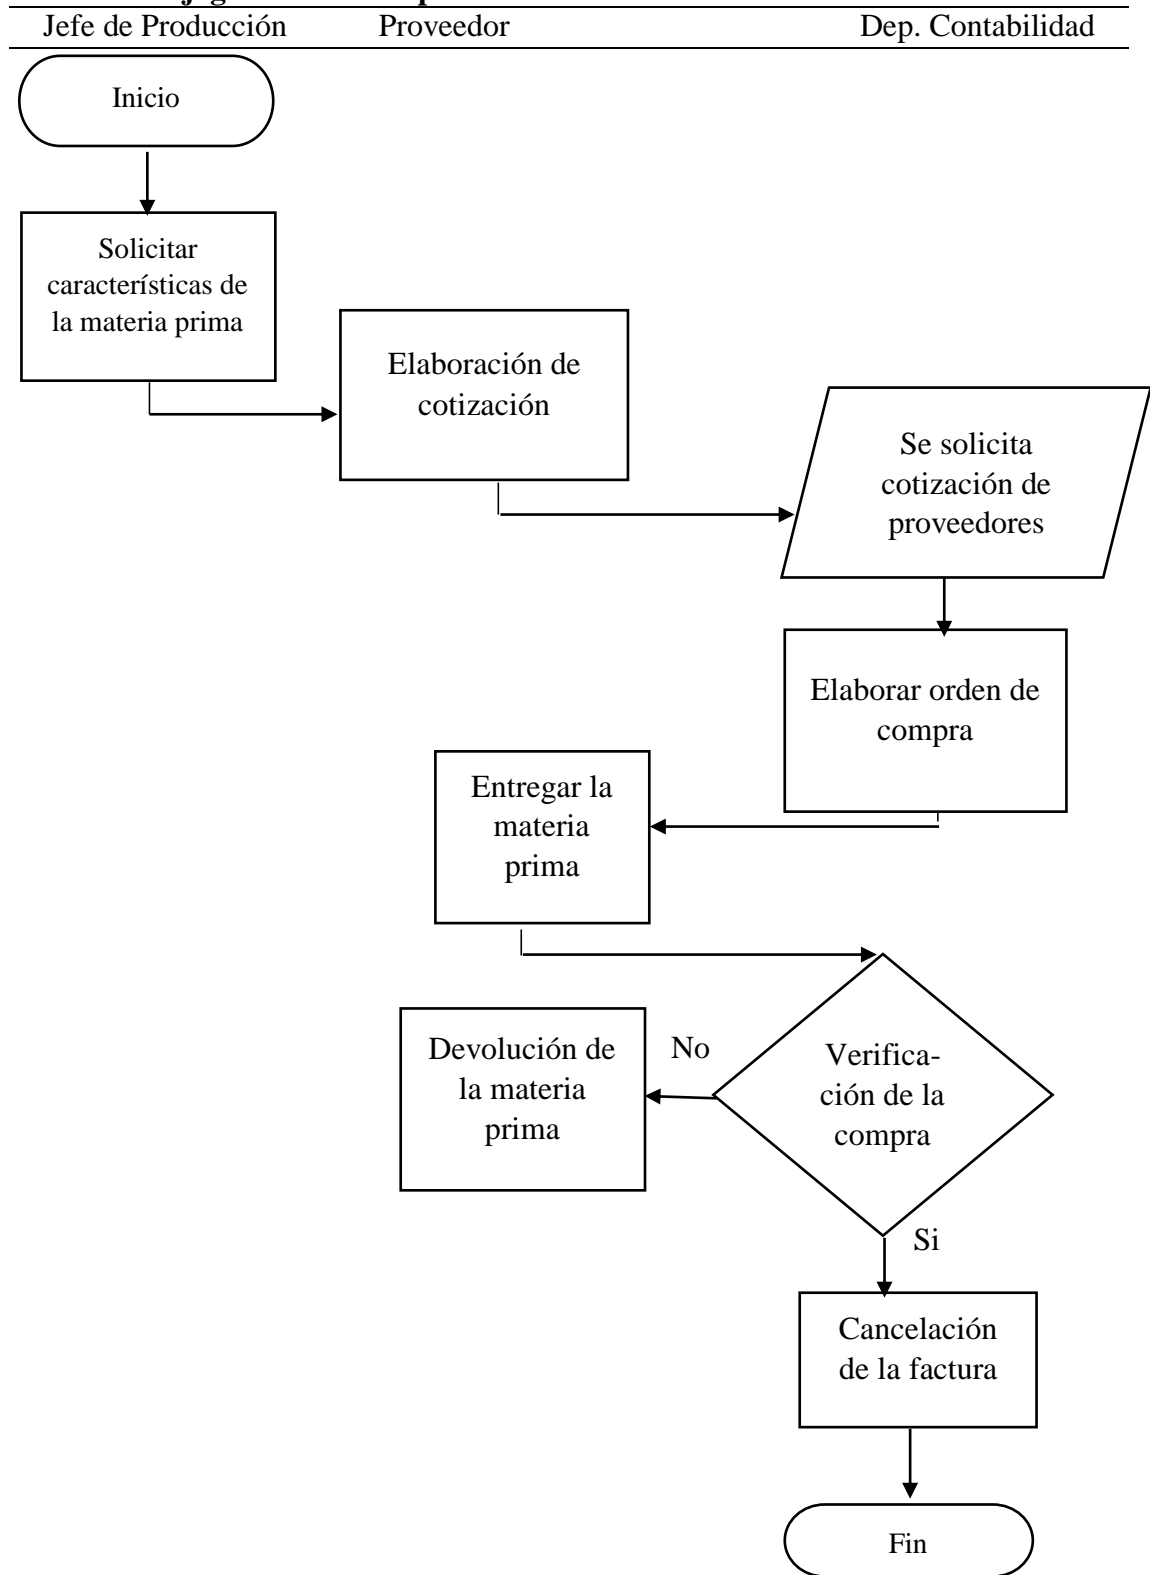 Jefe de Producción Proveedor Dep. Contabilidad
Inicio
Solicitar
características de
la materia prima
Elaboración de
cotización
Se solicita
cotización de
proveedores
Elaborar orden de
compra
Entregar la
materia
prima
Devolución de
la materia
prima
No
Verifica-
ción de la
compra
Si
Cancelación
de la factura
Fin